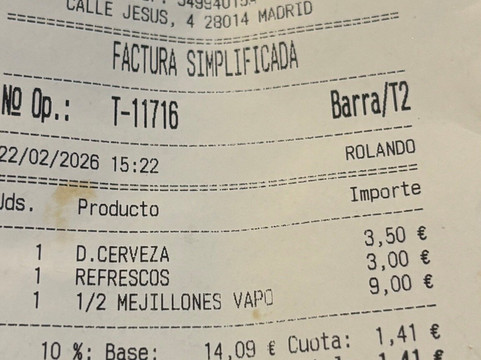 CALLE JESUS, 4 28014 MADRID
FACTURA SIMPLIFICADA
Nº Op.: T-11716 Barra/T2
22/02/2026 15:22 ROLANDO
Uds. Producto Importe
1 D.CERVEZA 3,50 €
1 REFRESCOS 3,00 €
1 1/2 MEJILLONES VAPO 9,00 €
10 %: Base: 14,09 € Cuota: 1,41 €
1,41 €